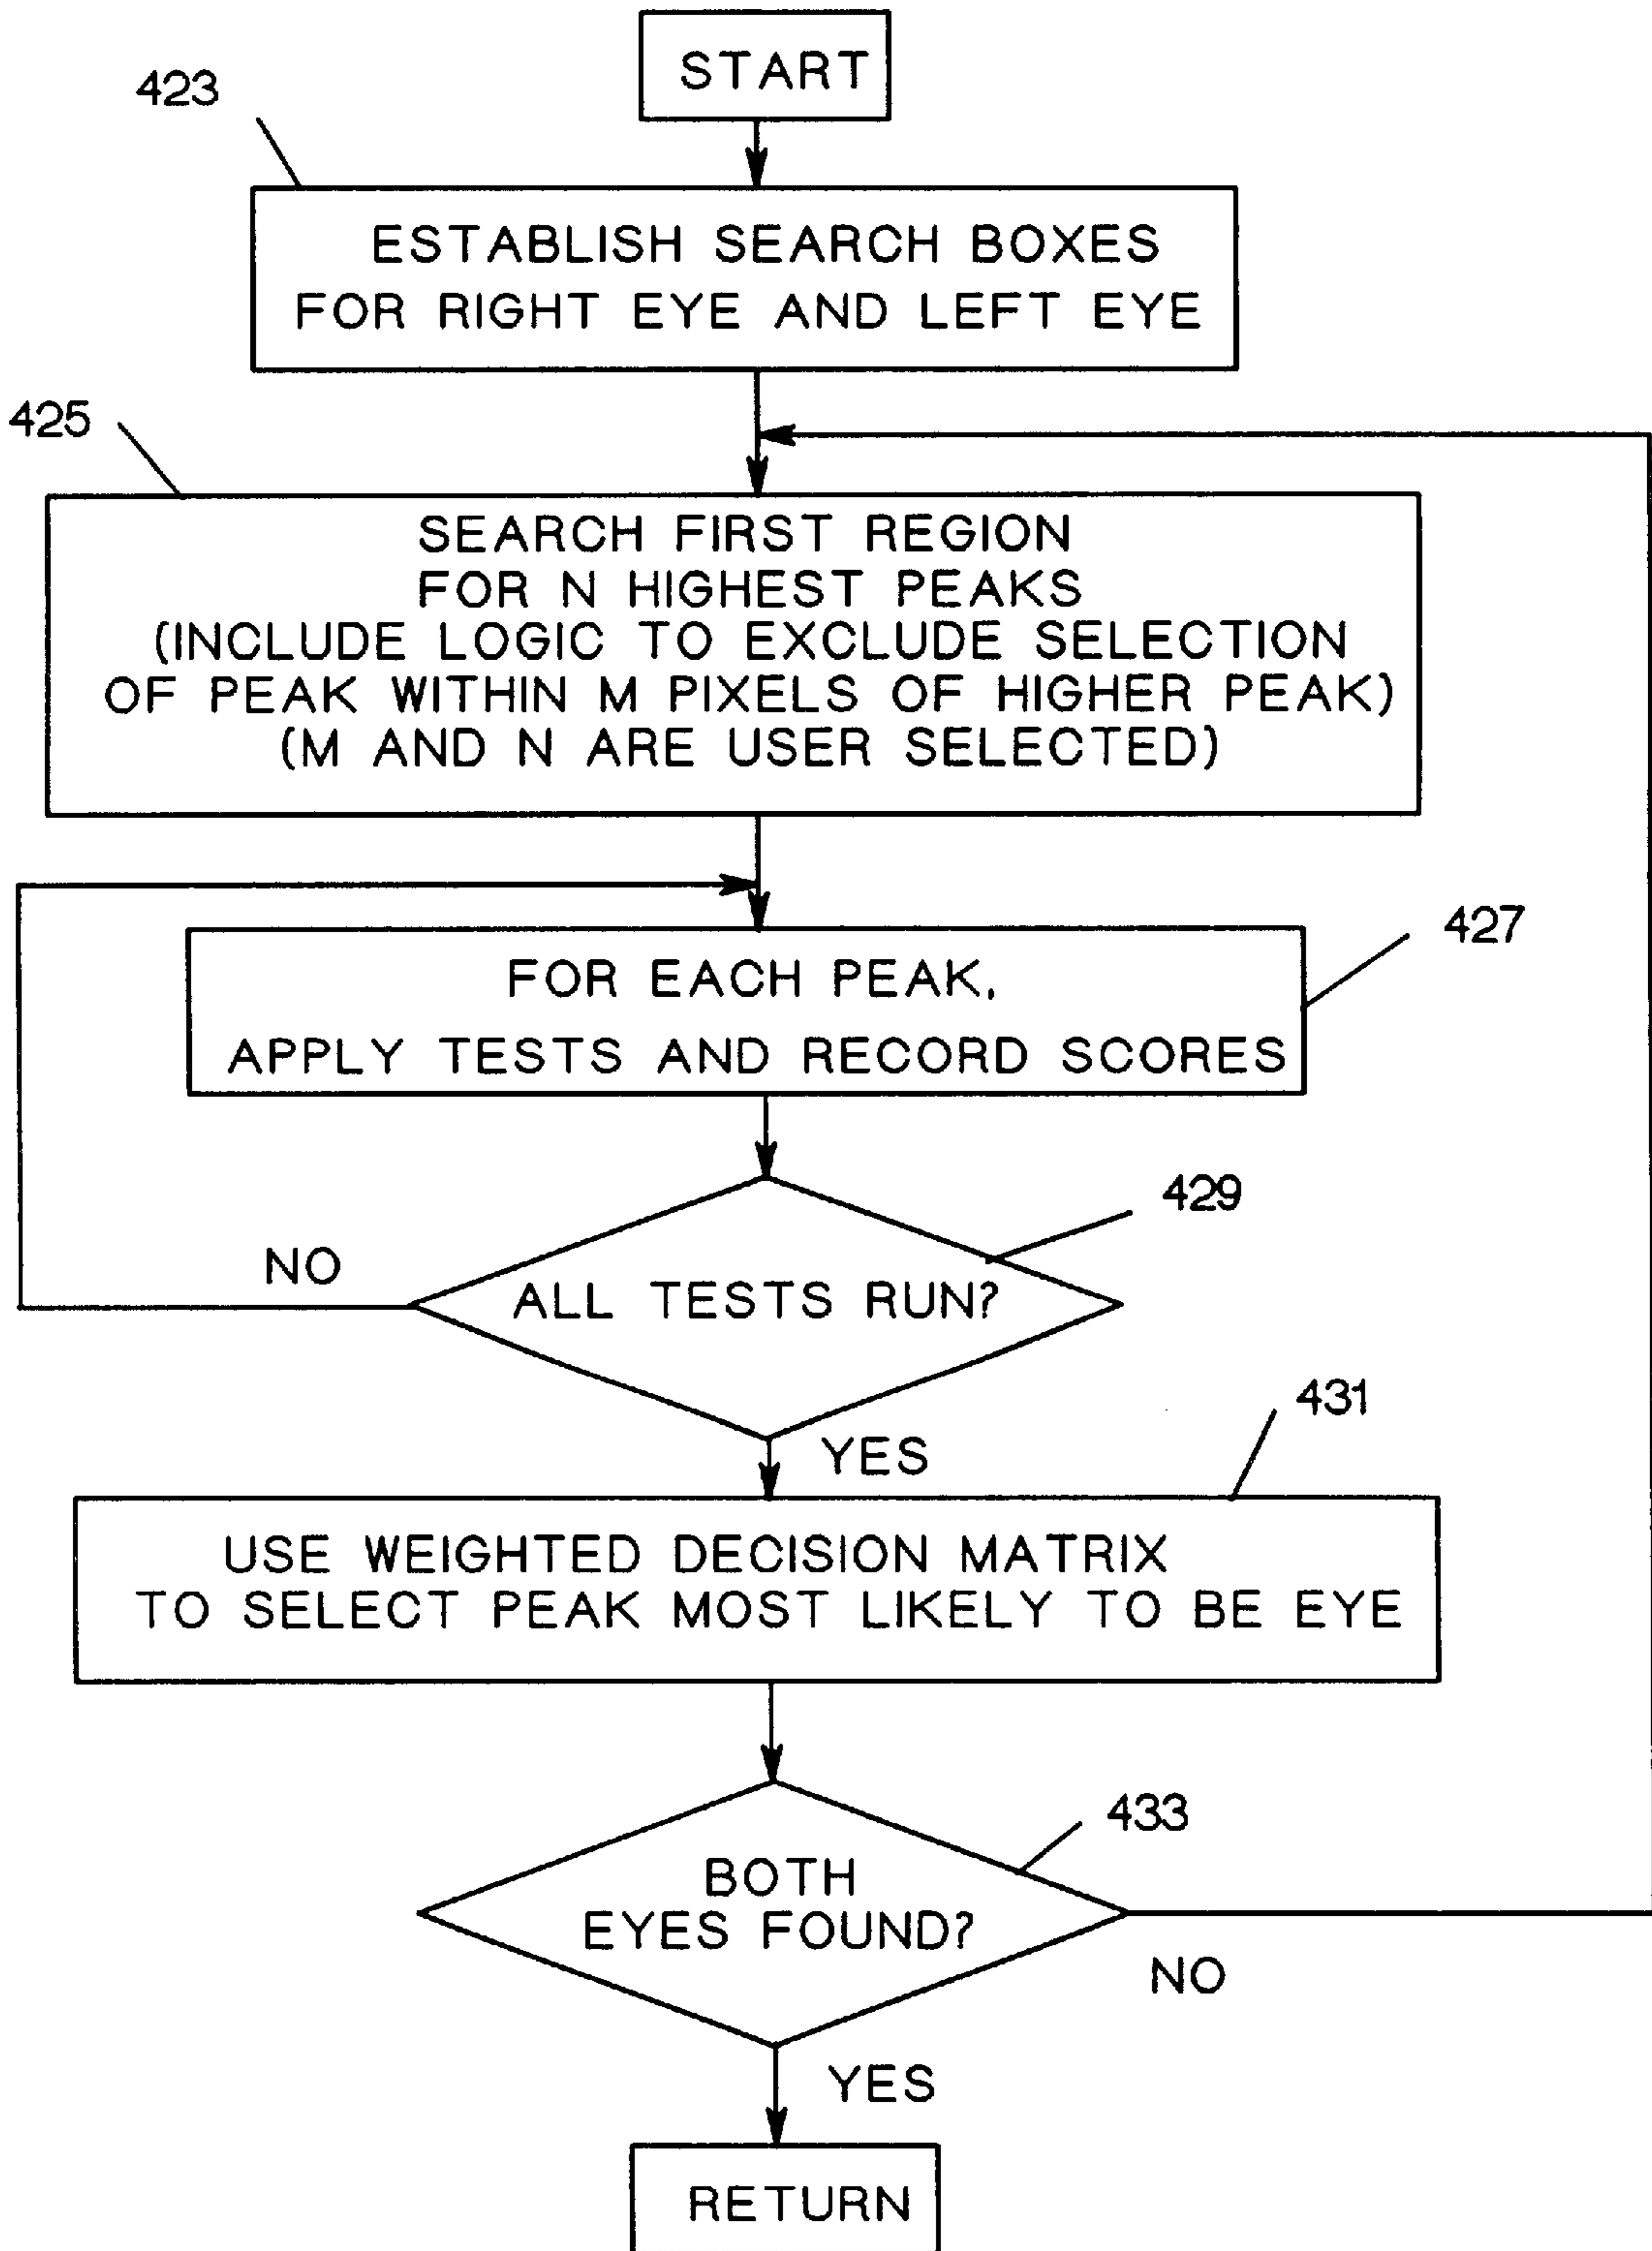 START
423
ESTABLISH SEARCH BOXES
FOR RIGHT EYE AND LEFT EYE
425
SEARCH FIRST REGION
FOR N HIGHEST PEAKS
(INCLUDE LOGIC TO EXCLUDE SELECTION
OF PEAK WITHIN M PIXELS OF HIGHER PEAK)
(M AND N ARE USER SELECTED)
427
FOR EACH PEAK,
APPLY TESTS AND RECORD SCORES
429
NO
ALL TESTS RUN?
YES
431
USE WEIGHTED DECISION MATRIX
TO SELECT PEAK MOST LIKELY TO BE EYE
433
BOTH
EYES FOUND?
NO
YES
RETURN